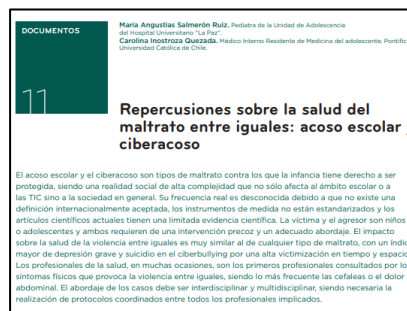 DOCUMENTOS
María Angustias Salmerón Ruiz. Pediatra de la Unidad de Adolescencia
del Hospital Universitario "La Paz".
Carolina Inostroza Quezada. Médico Interno Residente de Medicina del adolescente. Pontific
Universidad Católica de Chile.
11
Repercusiones sobre la salud del
maltrato entre iguales: acoso escolar
ciberacoso
El acoso escolar y el ciberacoso son tipos de maltrato contra los que la infancia tiene derecho a ser
protegida, siendo una realidad social de alta complejidad que no sólo afecta al ámbito escolar o a
las TIC sino a la sociedad en general. Su frecuencia real es desconocida debido a que no existe una
definición internacionalmente aceptada, los instrumentos de medida no están estandarizados y los
artículos científicos actuales tienen una limitada evidencia científica. La víctima y el agresor son niños
o adolescentes y ambos requieren de una intervención precoz y un adecuado abordaje. El impacto
sobre la salud de la violencia entre iguales es muy similar al de cualquier tipo de maltrato, con un índic
mayor de depresión grave y suicidio en el ciberbullying por una alta victimización en tiempo y espacio
Los profesionales de la salud, en muchas ocasiones, son los primeros profesionales consultados por lo
síntomas físicos que provoca la violencia entre iguales, siendo lo más frecuente las cefaleas o el dolor
abdominal. El abordaje de los casos debe ser interdisciplinar y multidisciplinar, siendo necesaria la
realización de protocolos coordinados entre todos los profesionales implicados.